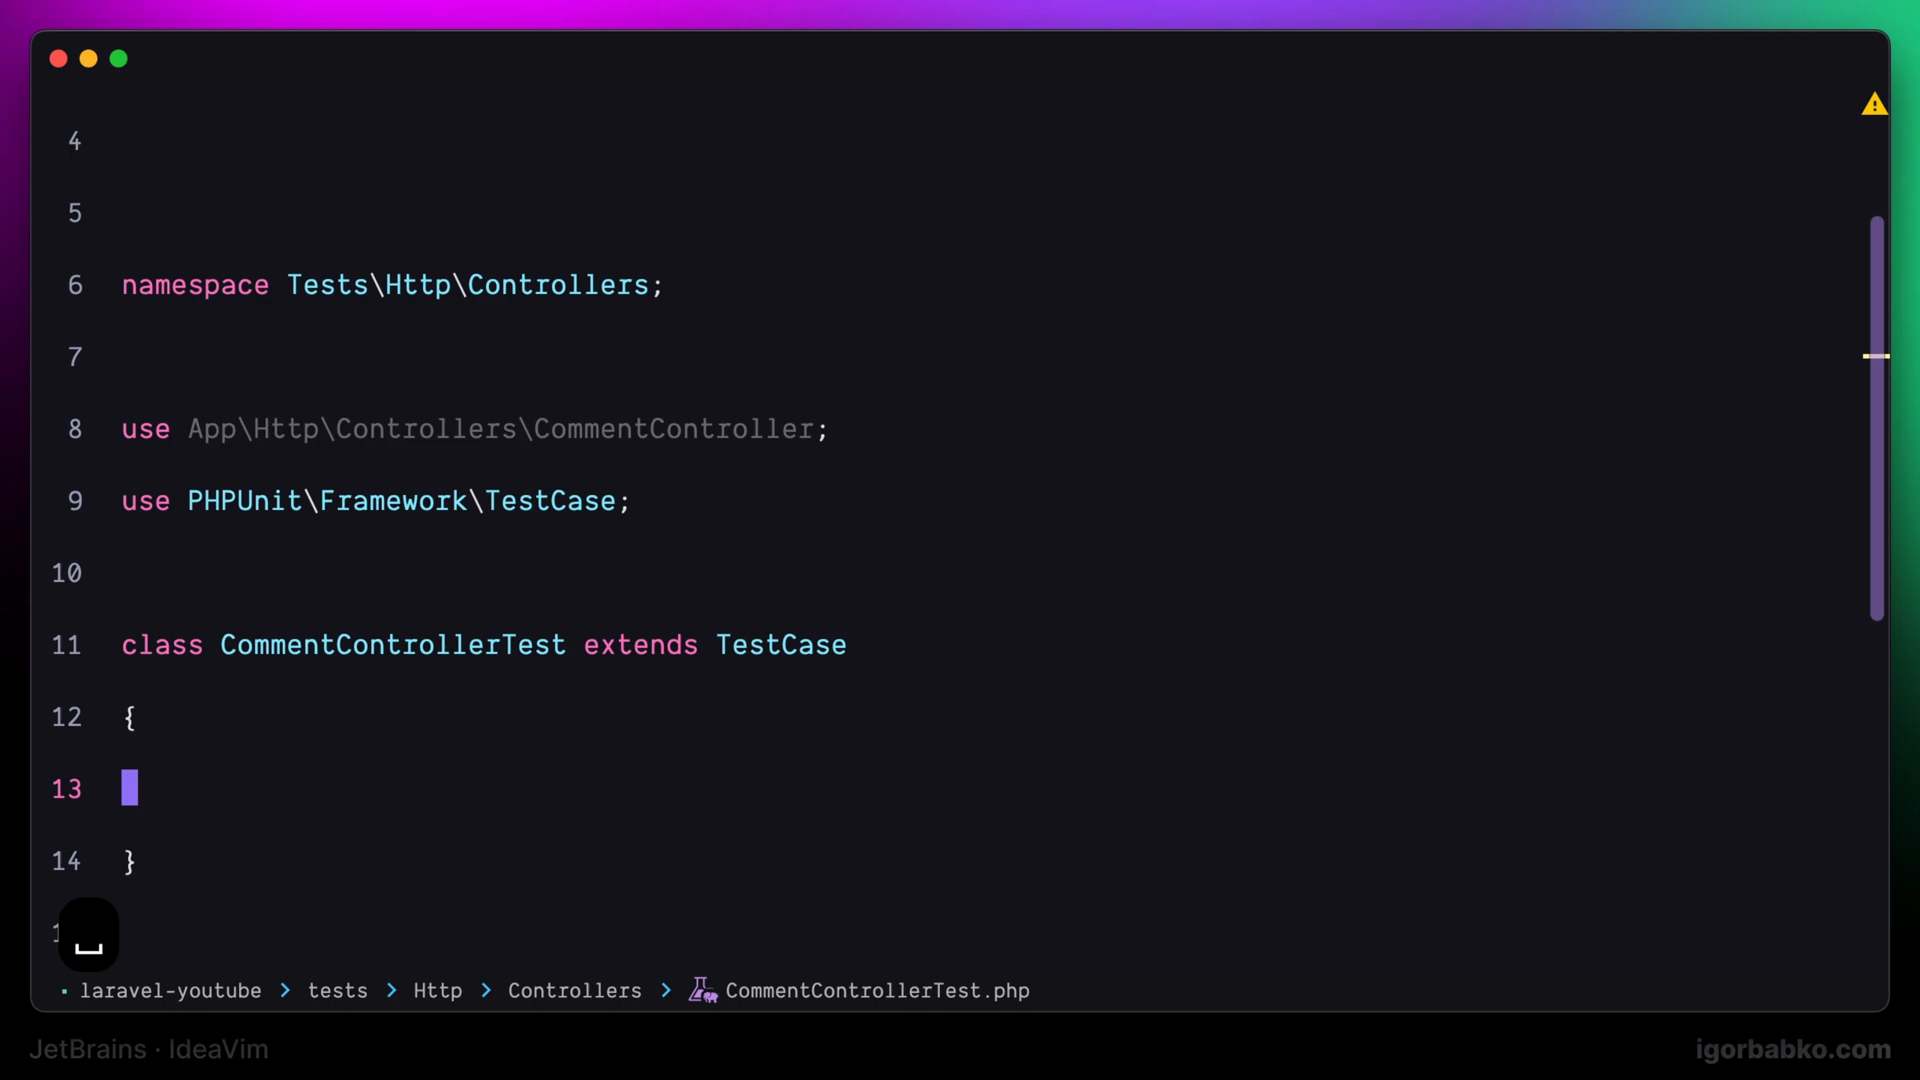 4
5
6 namespace Tests\Http\Controllers;
7
8 use App\Http\Controllers\CommentController;
9 use PHPUnit\Framework\TestCase;
10
11 class CommentControllerTest extends TestCase
12 {
13
14 }
laravel-youtube > tests > Http > Controllers > CommentControllerTest.php
JetBrains · IdeaVim
igorbabko.com